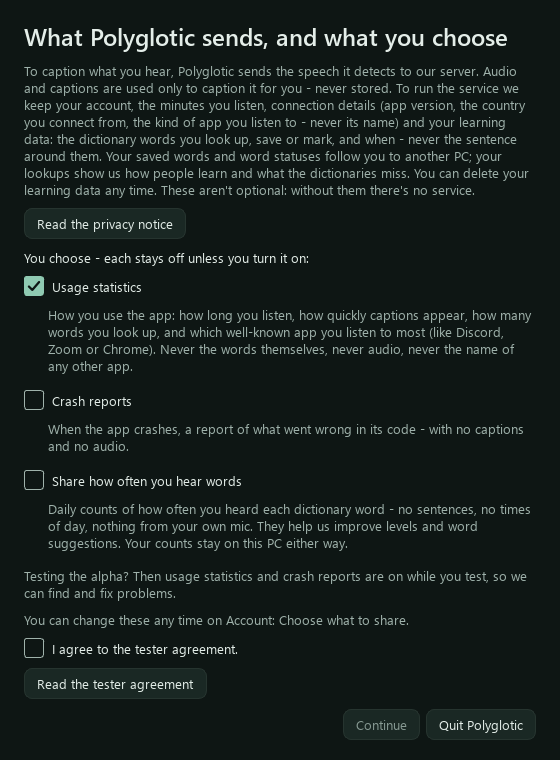 What Polyglotic sends, and what you choose
To caption what you hear, Polyglotic sends the speech it detects to our server. Audio
and captions are used only to caption it for you - never stored. To run the service we
keep your account, the minutes you listen, connection details (app version, the country
you connect from, the kind of app you listen to - never its name) and your learning
data: the dictionary words you look up, save or mark, and when - never the sentence
around them. Your saved words and word statuses follow you to another PC; your
lookups show us how people learn and what the dictionaries miss. You can delete your
learning data any time. These aren't optional: without them there's no service.
Read the privacy notice
You choose - each stays off unless you turn it on:
Usage statistics
How you use the app: how long you listen, how quickly captions appear, how many
words you look up, and which well-known app you listen to most (like Discord,
Zoom or Chrome). Never the words themselves, never audio, never the name of
any other app.
Crash reports
When the app crashes, a report of what went wrong in its code - with no captions
and no audio.
Share how often you hear words
Daily counts of how often you heard each dictionary word - no sentences, no times
of day, nothing from your own mic. They help us improve levels and word
suggestions. Your counts stay on this PC either way.
Testing the alpha? Then usage statistics and crash reports are on while you test, so we
can find and fix problems.
You can change these any time on Account: Choose what to share.
I agree to the tester agreement.
Read the tester agreement
Continue
Quit Polyglotic